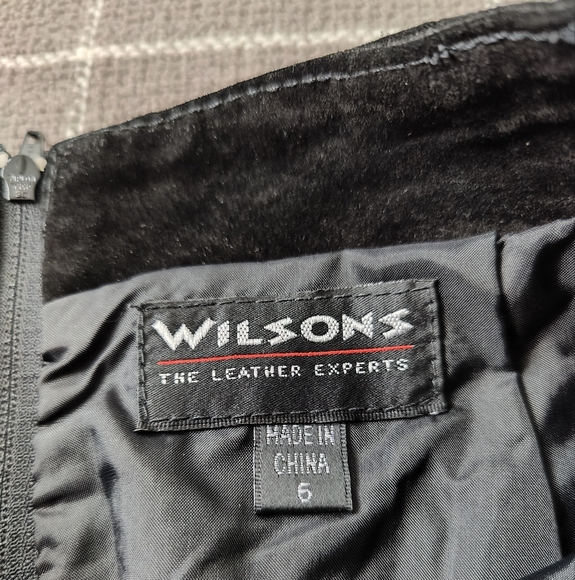 WILSONS
THE LEATHER EXPERTS
MADE IN
CHINA
6